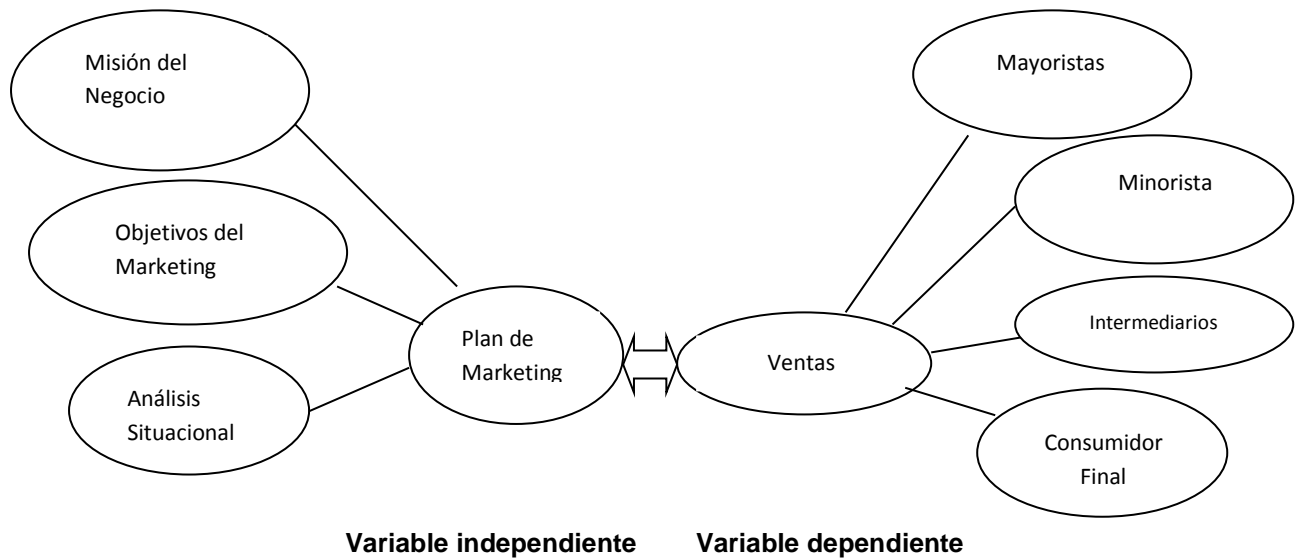 Misión del
Negocio
Mayoristas
Minorista
Objetivos del
Marketing
Intermediarios
Plan de
Marketing
Ventas
Análisis
Situacional
Consumidor
Final
Variable independiente
Variable dependiente